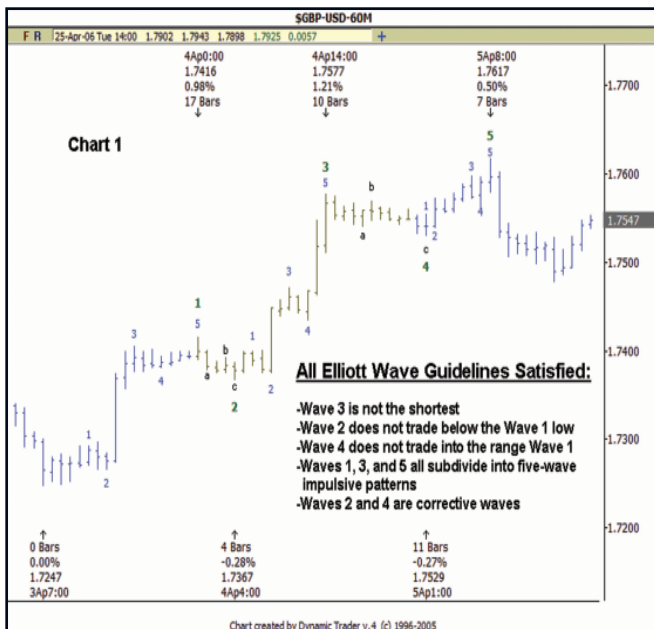 $GBP-USD-60M
F R 25-Apr-06 Tue 14:00 1.7902 1.7943 1.7898 1.7925 0.0057 +
4Ap0:00 4Ap14:00 5Ap8:00
1.7416 1.7577 1.7617
0.98% 1.21% 0.50%
17 Bars 10 Bars 7 Bars
1.7700
Chart 1
5
3 5
3 1.7600
5 b
4
1 1.7547
a 2
c 1.7500
4
3
1
5 4
3 b 1
1.7400
4 a
c 2
2
All Elliott Wave Guidelines Satisfied:
-Wave 3 is not the shortest
-Wave 2 does not trade below the Wave 1 low
-Wave 4 does not trade into the range Wave 1
-Waves 1, 3, and 5 all subdivide into five-wave
impulsive patterns
-Waves 2 and 4 are corrective waves
1
1.7300
2
1.7200
0 Bars 4 Bars 11 Bars
0.00% -0.28% -0.27%
1.7247 1.7367 1.7529
3Ap7:00 4Ap4:00 5Ap1:00
Chart created by Dynamic Trader v.4 (c) 1996-2005